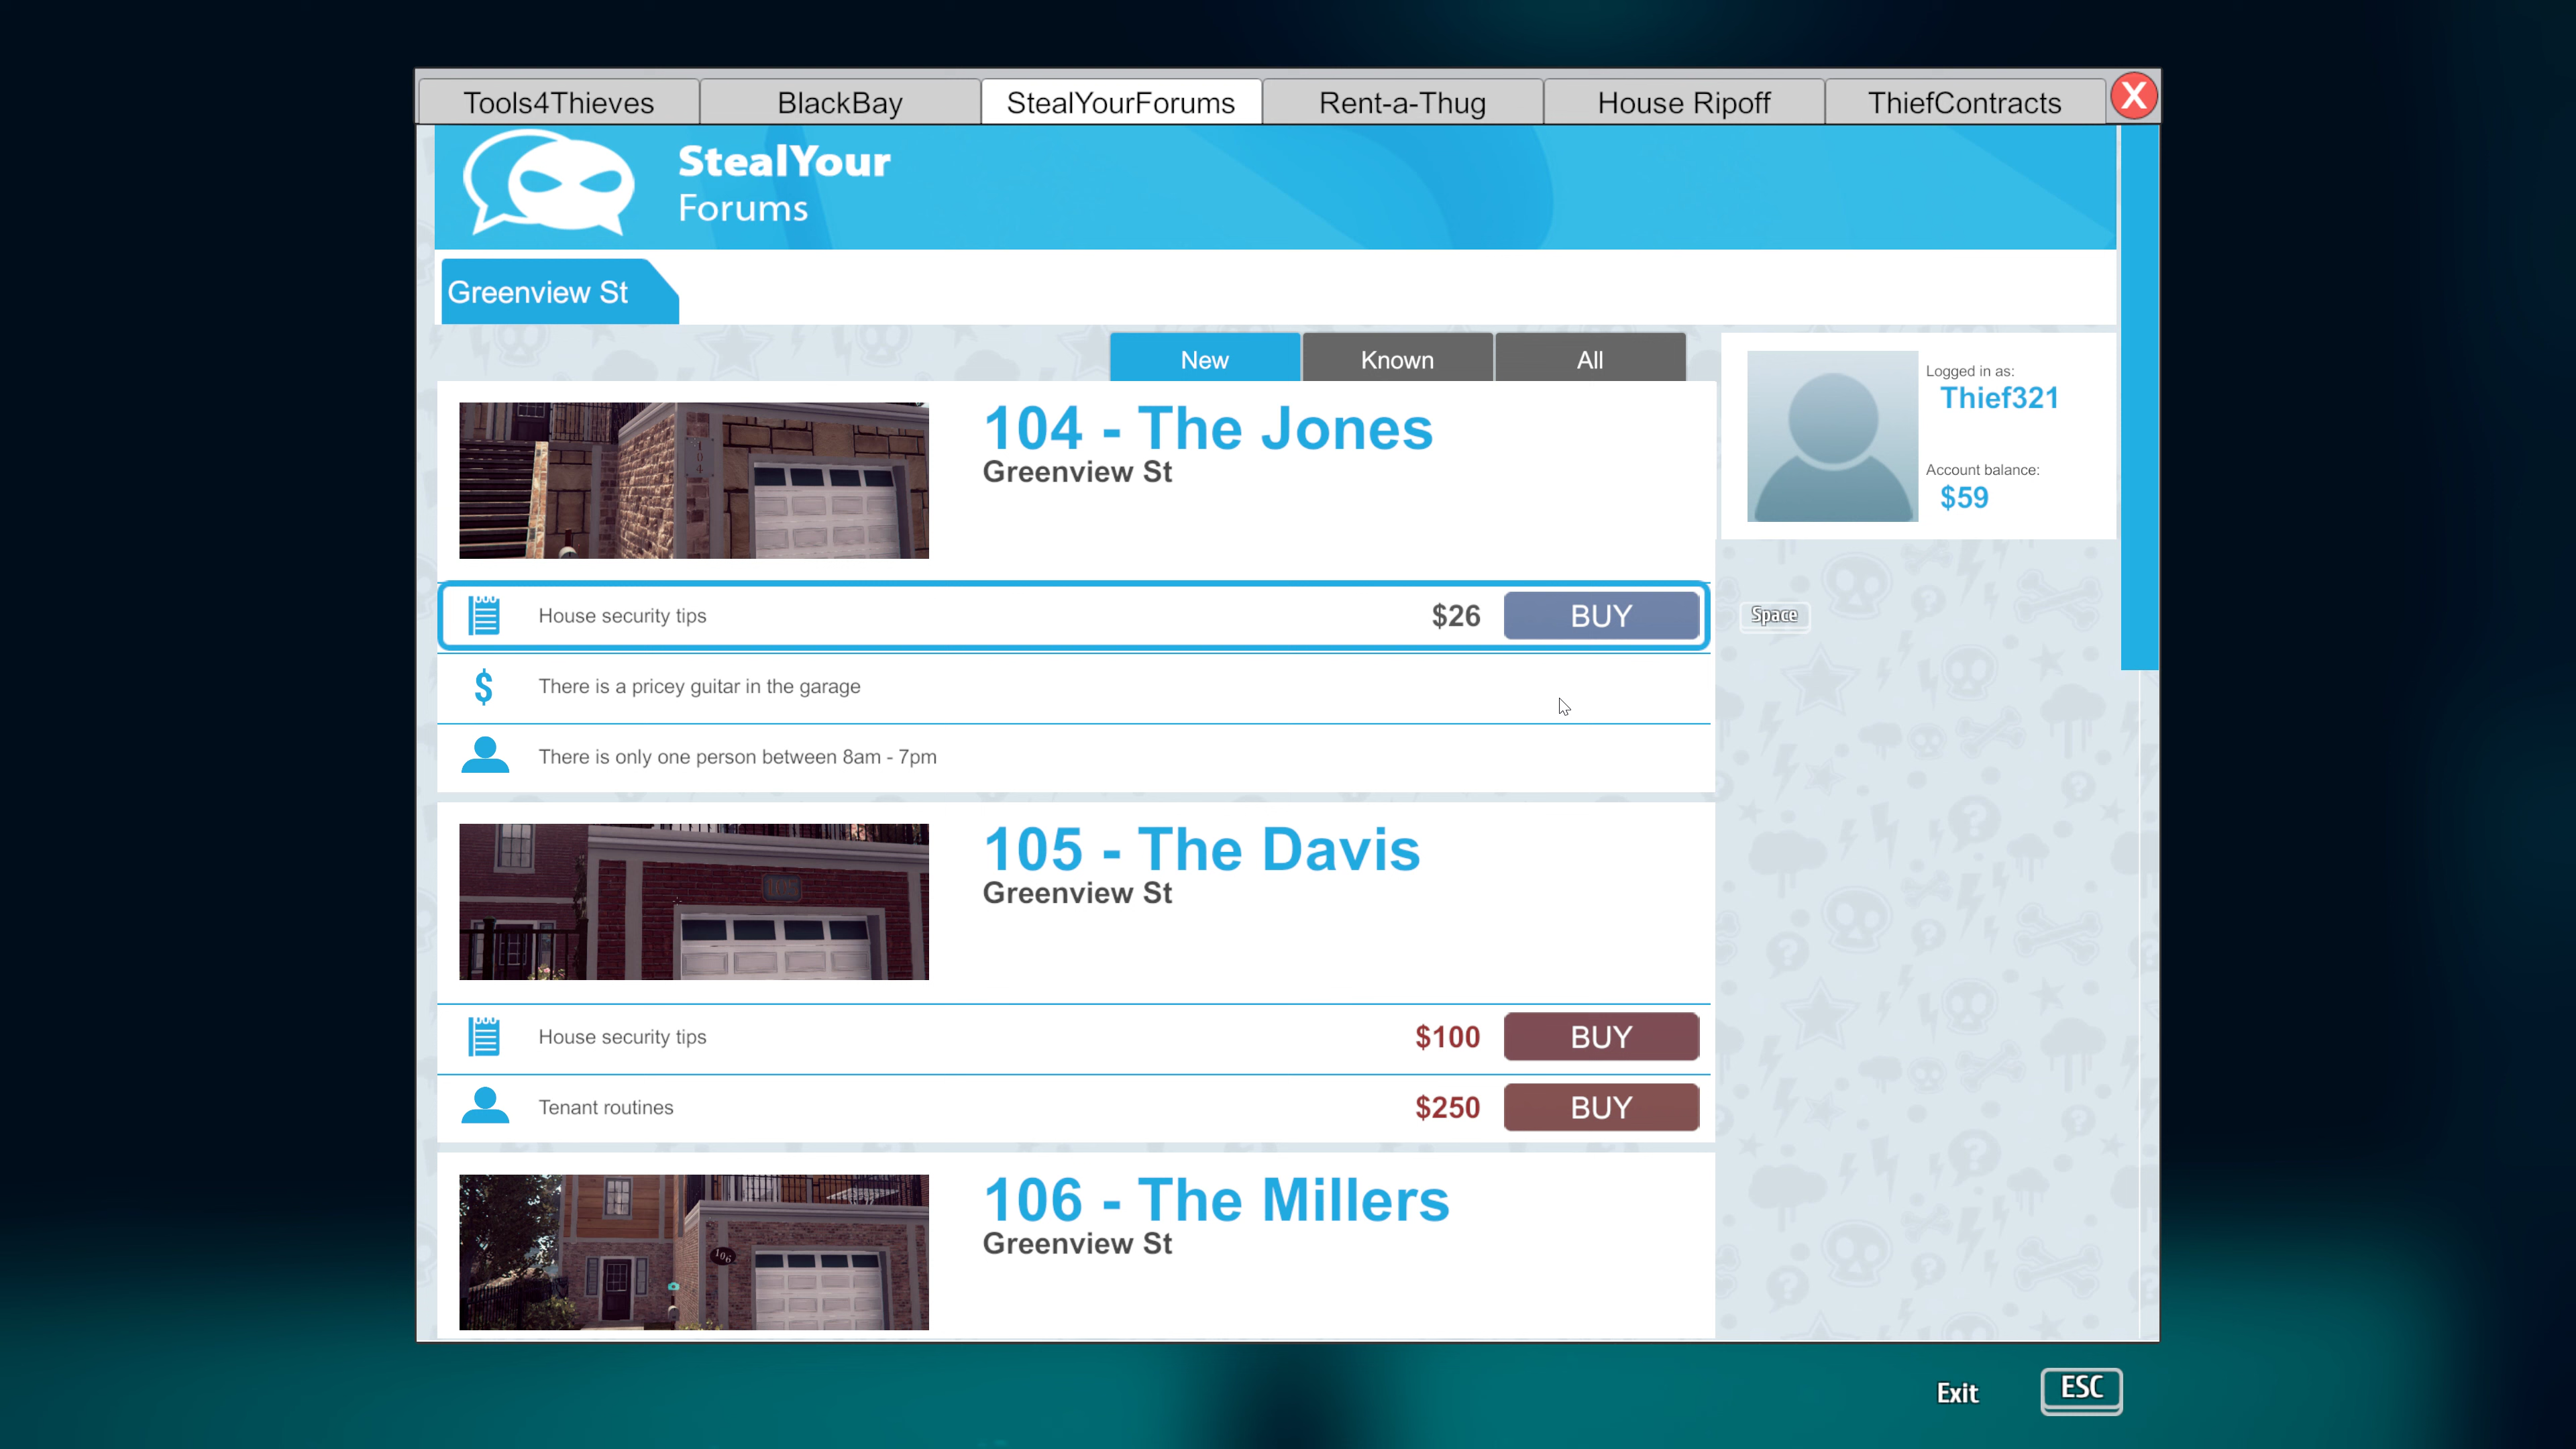 Tools4Thieves
BlackBay
StealYourForums
Rent-a-Thug
House Ripoff
ThiefContracts
X
StealYour
Forums
Greenview St
New
Known
All
Logged in as:
Thief321
Account balance:
$59
104 - The Jones
Greenview St
104
House security tips
$26
BUY
Space
There is a pricey guitar in the garage
There is only one person between 8am - 7pm
105 - The Davis
Greenview St
105
House security tips
$100
BUY
Tenant routines
$250
BUY
106 - The Millers
Greenview St
106
Exit
ESC